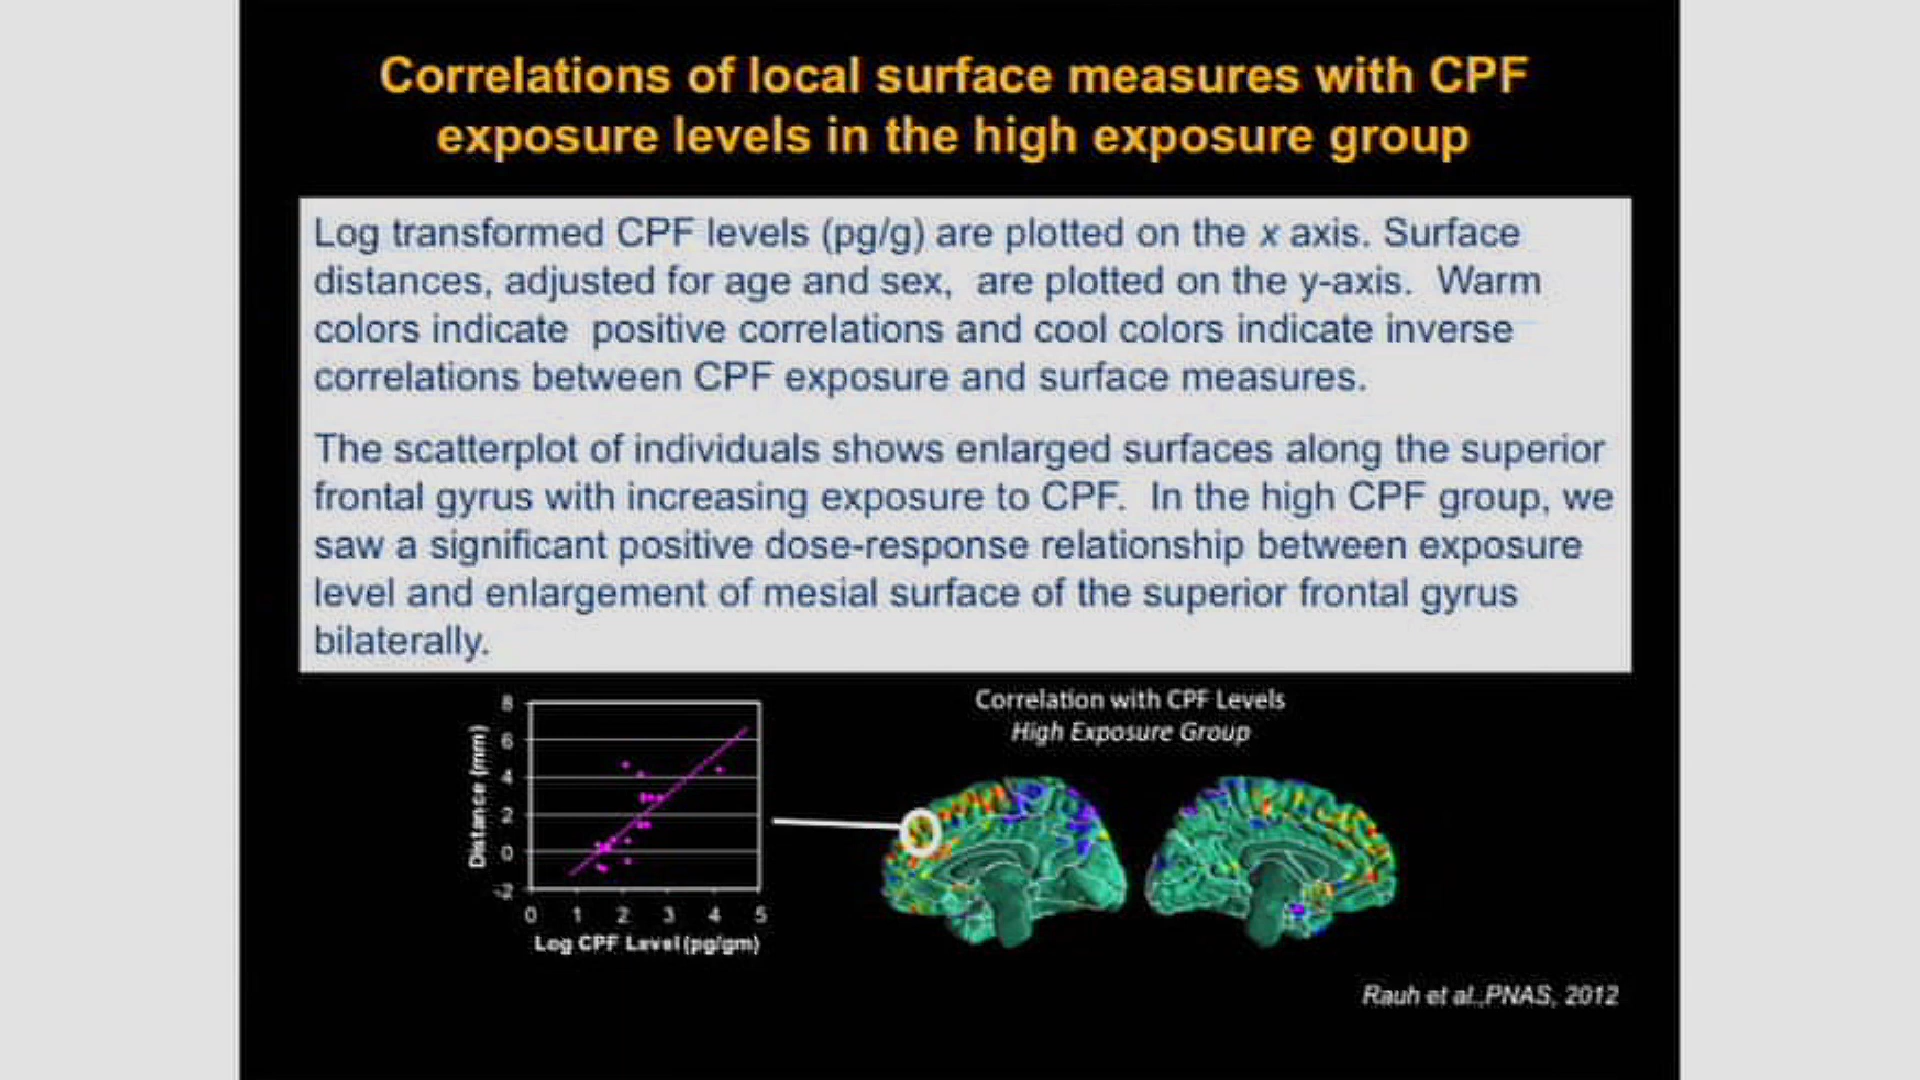 Correlations of local surface measures with CPF
exposure levels in the high exposure group
Log transformed CPF levels (pg/g) are plotted on the x axis. Surface
distances, adjusted for age and sex, are plotted on the y-axis. Warm
colors indicate positive correlations and cool colors indicate inverse
correlations between CPF exposure and surface measures.
The scatterplot of individuals shows enlarged surfaces along the superior
frontal gyrus with increasing exposure to CPF. In the high CPF group, we
saw a significant positive dose-response relationship between exposure
level and enlargement of mesial surface of the superior frontal gyrus
bilaterally.
Correlation with CPF Levels
High Exposure Group
Distance (mm)
8
6
4
2
0
-2
0 1 2 3 4 5
Log CPF Level (pg/gm)
Rauh et al.,PNAS, 2012